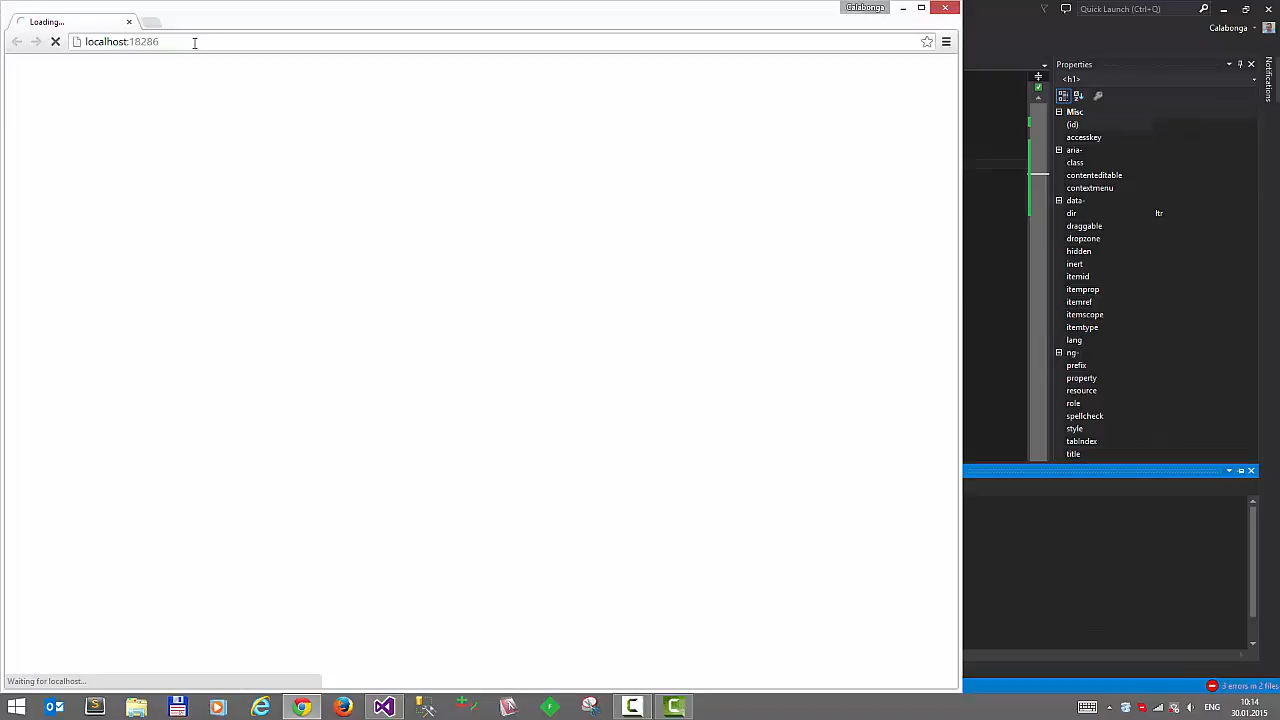 Calabonga
Loading...
localhost:18286
Quick Launch (Ctrl+Q)
Calabonga
Properties
<h1>
Misc
(id)
accesskey
aria-
class
contenteditable
contextmenu
data-
dir ltr
draggable
dropzone
hidden
inert
itemid
itemprop
itemref
itemscope
itemtype
lang
ng-
prefix
property
resource
role
spellcheck
style
tabIndex
title
Notifications
Waiting for localhost...
3 errors in 2 files
ENG
10:14
30.01.2015